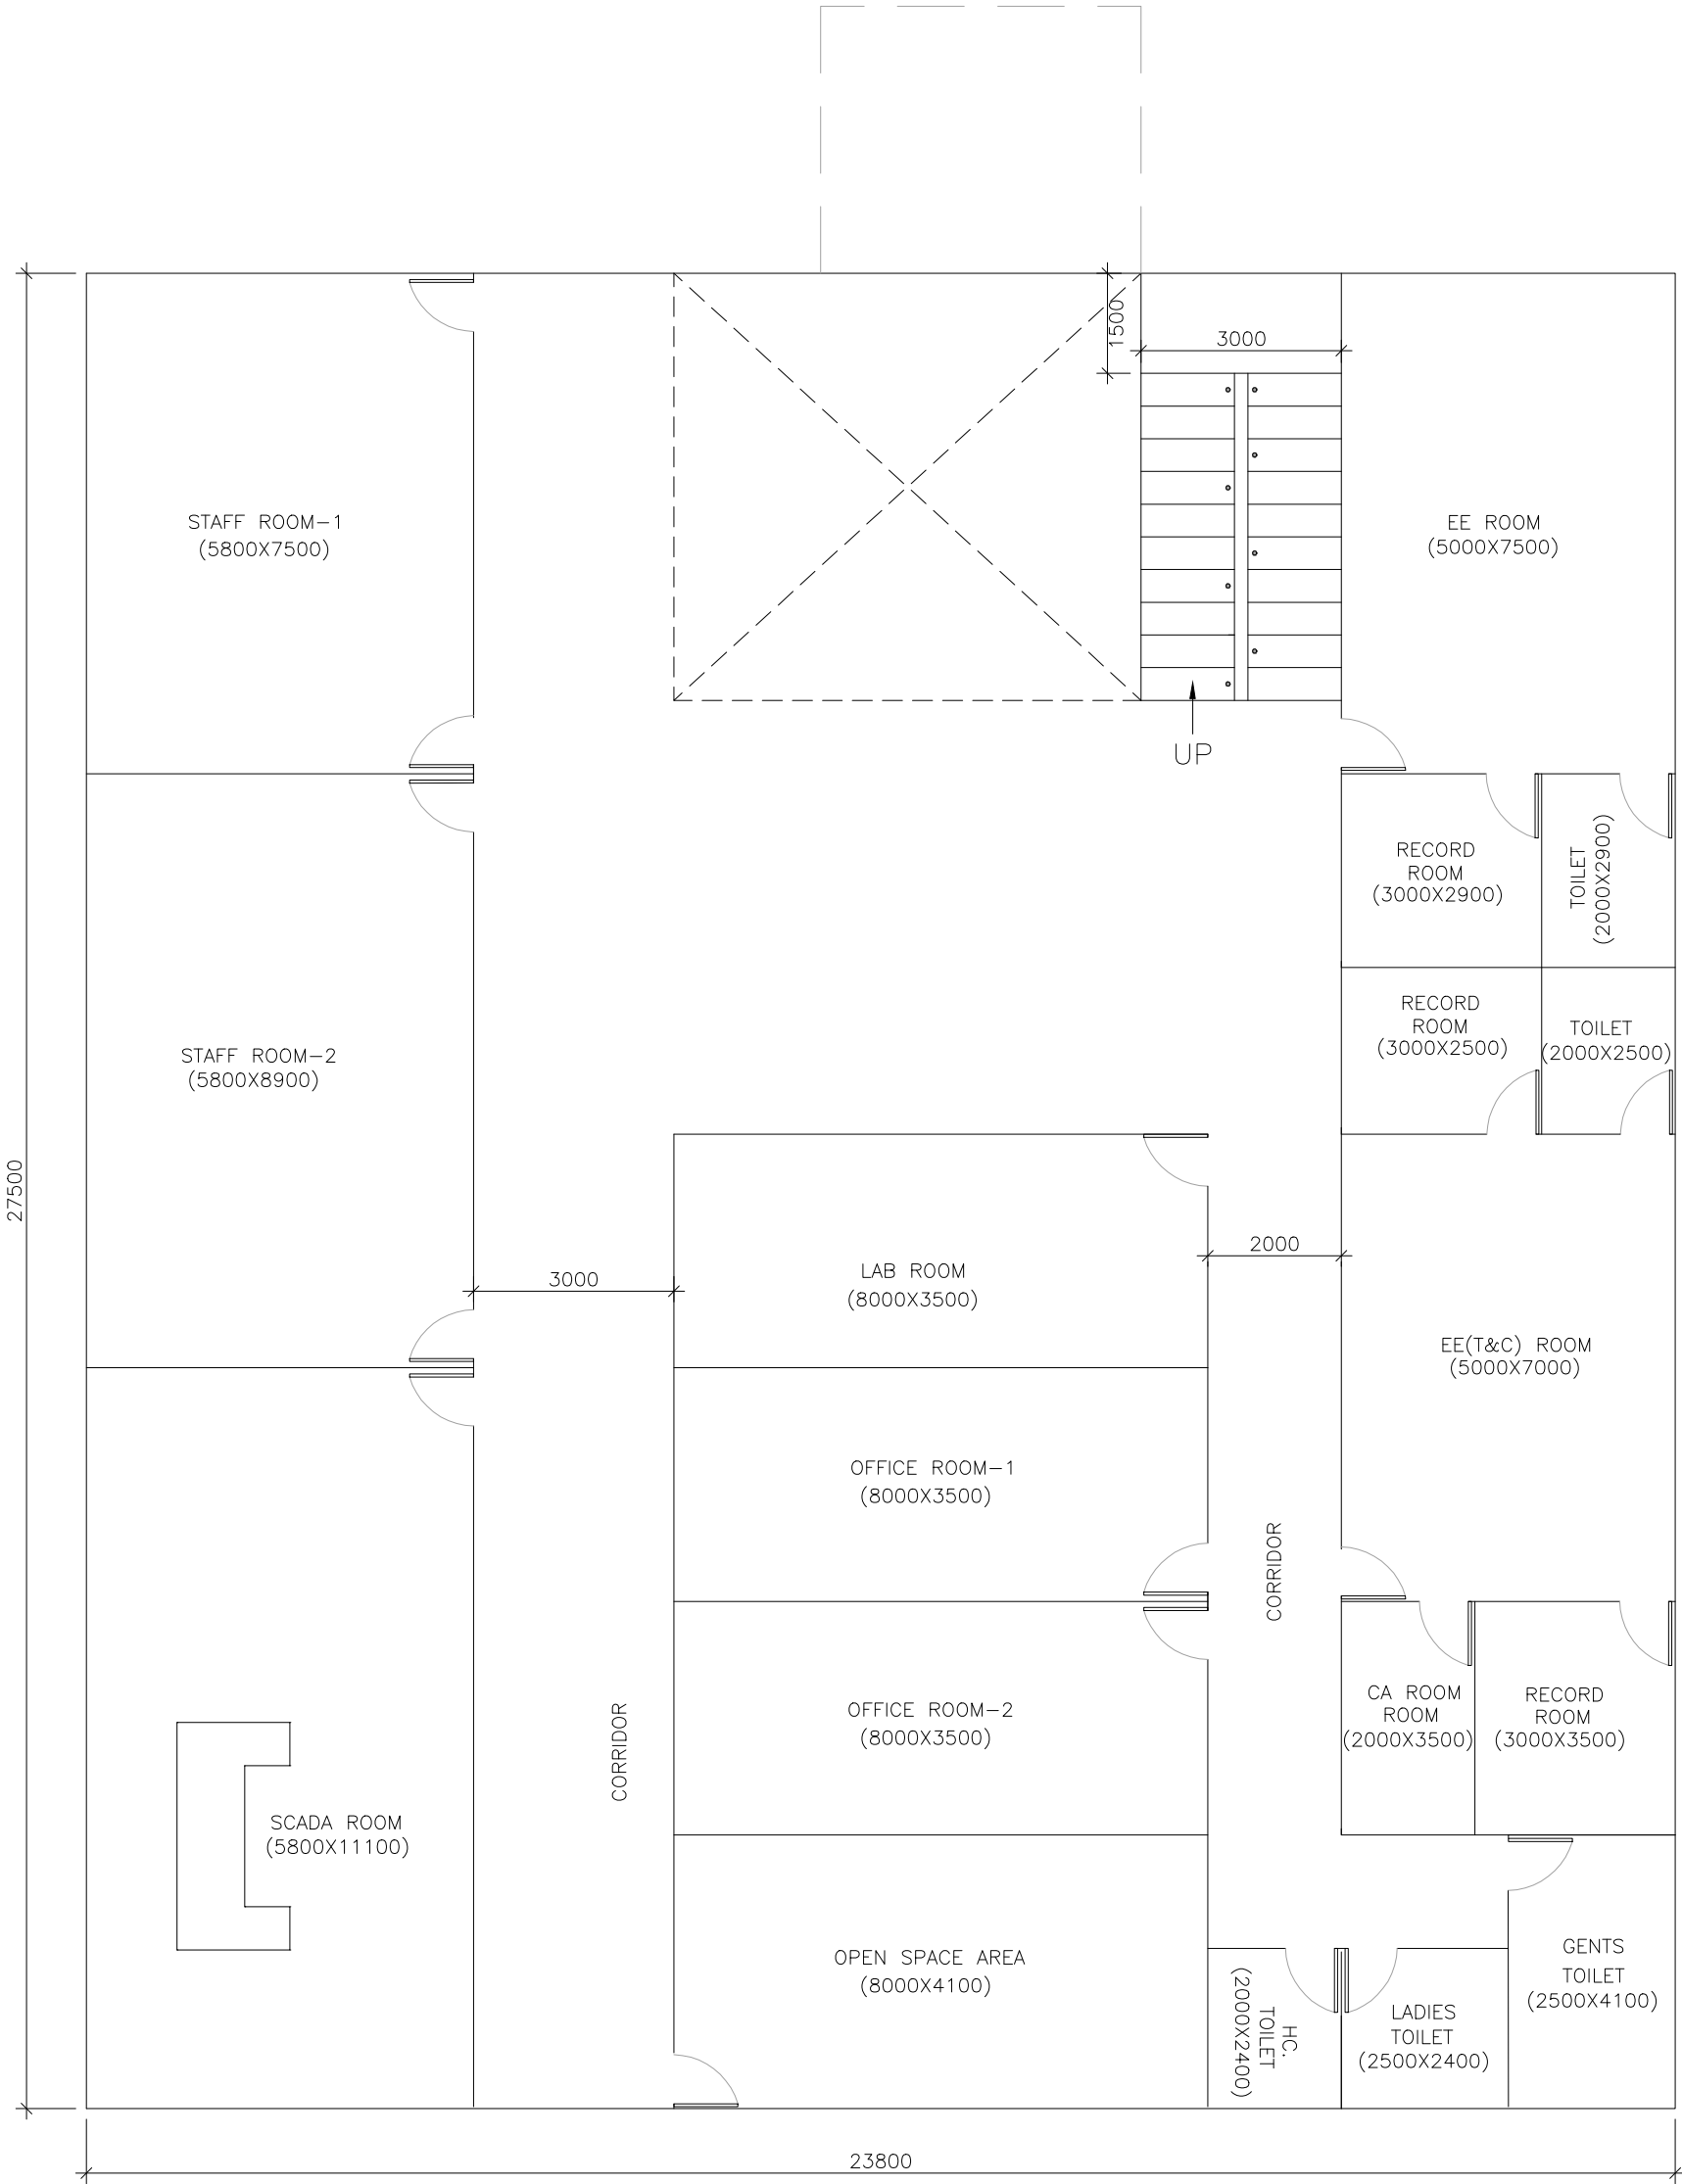 1500
3000
STAFF ROOM-1
(5800X7500)
EE ROOM
(5000X7500)
UP
RECORD
ROOM
(3000X2900)
TOILET
(2000X2900)
RECORD
ROOM
(3000X2500)
TOILET
(2000X2500)
STAFF ROOM-2
(5800X8900)
27500
3000
LAB ROOM
(8000X3500)
2000
EE(T&C) ROOM
(5000X7000)
OFFICE ROOM-1
(8000X3500)
CORRIDOR
CORRIDOR
OFFICE ROOM-2
(8000X3500)
CA ROOM
ROOM
(2000X3500)
RECORD
ROOM
(3000X3500)
SCADA ROOM
(5800X11100)
OPEN SPACE AREA
(8000X4100)
HC.
TOILET
(2000X2400)
LADIES
TOILET
(2500X2400)
GENTS
TOILET
(2500X4100)
23800